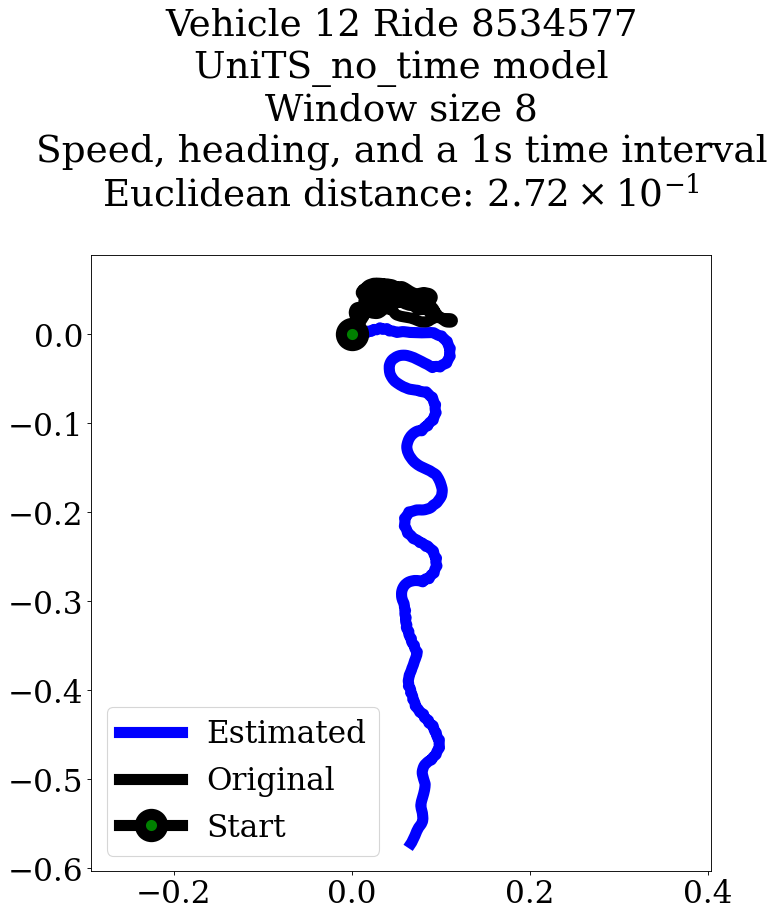 Vehicle 12 Ride 8534577
UniTS_no_time model
Window size 8
Speed, heading, and a 1s time interval
Euclidean distance: 2.72 × 10⁻¹
0.0
−0.1
−0.2
−0.3
−0.4
−0.5
−0.6
Estimated
Original
Start
−0.2
0.0
0.2
0.4